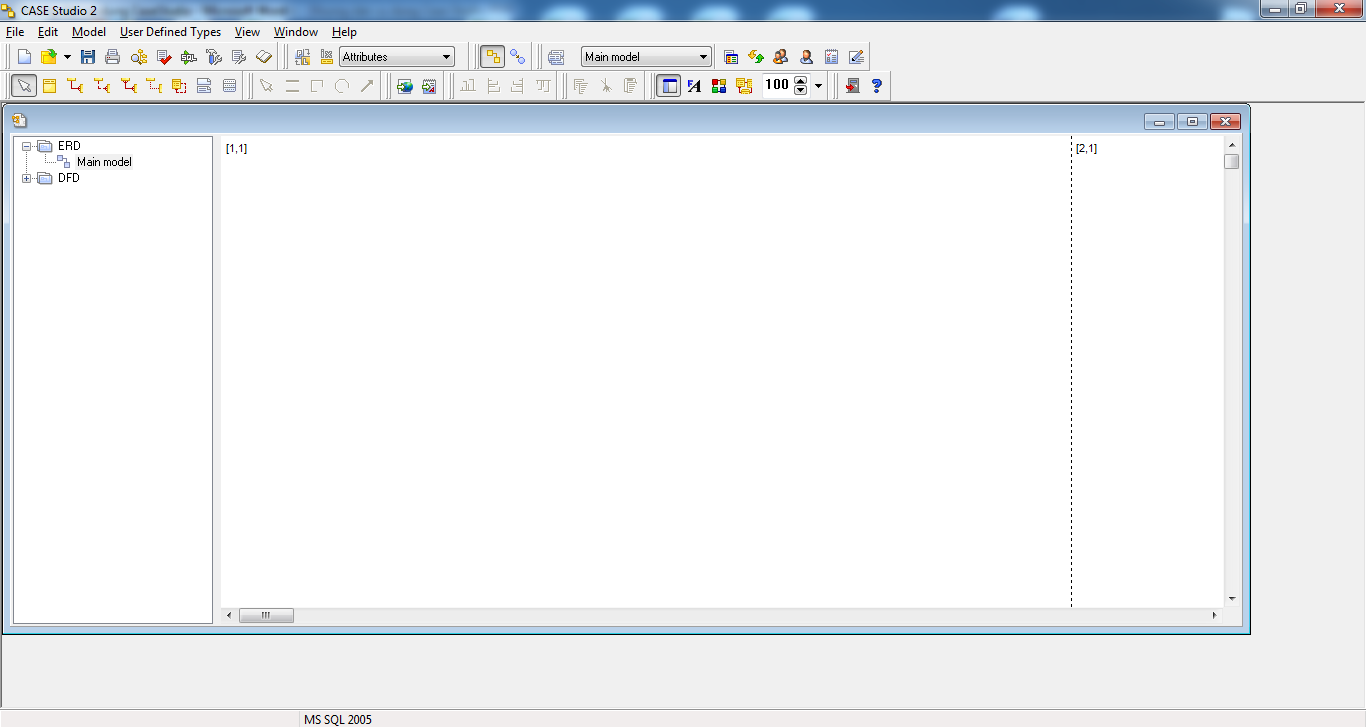 CASE Studio 2
File Edit Model User Defined Types View Window Help
Attributes Main model
SQL
A 100 ?
ERD
Main model
DFD
[1,1] [2,1]
MS SQL 2005